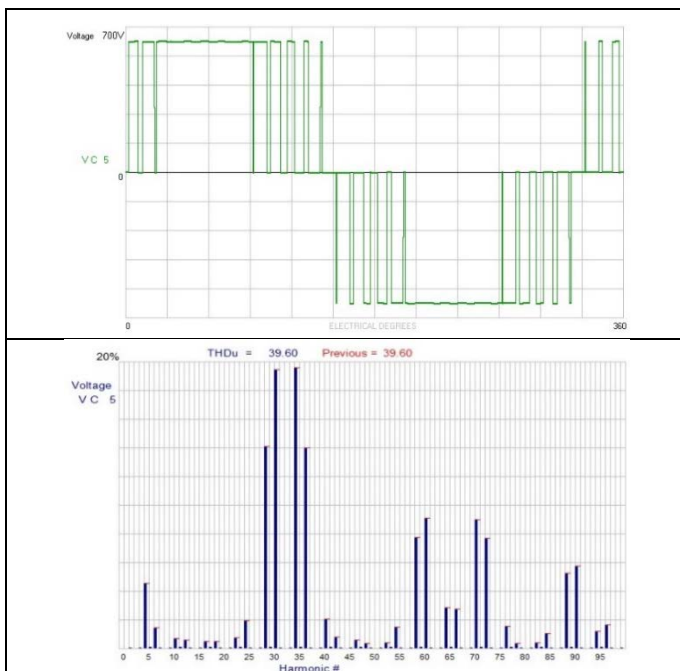 Voltage 700V
V C 5
0
0 ELECTRICAL DEGREES 360
THDu = 39.60 Previous = 39.60
20%
Voltage
V C 5
0 5 10 15 20 25 30 35 40 45 50 55 60 65 70 75 80 85 90 95
Harmonic #